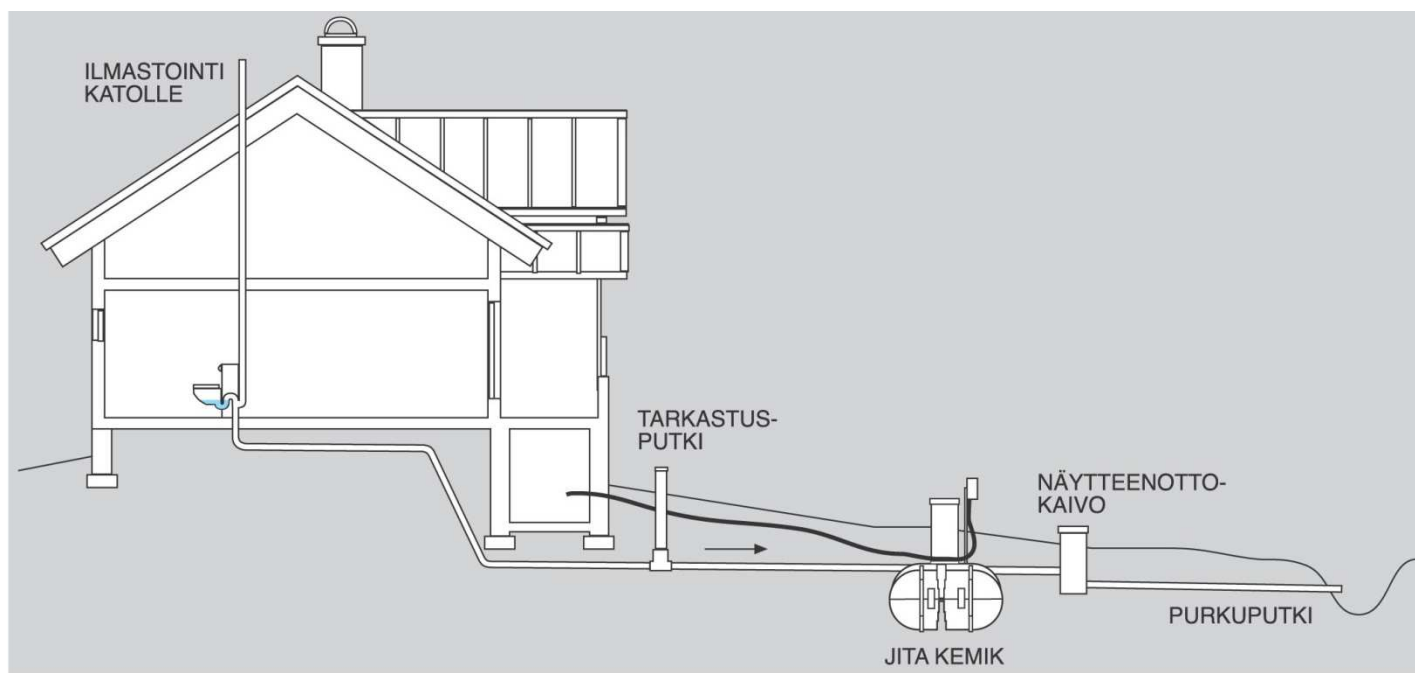 ILMASTOINTI
KATOLLE
TARKASTUS-
PUTKI
NÄYTTEENOTTO-
KAIVO
PURKUPUTKI
JITA KEMIK